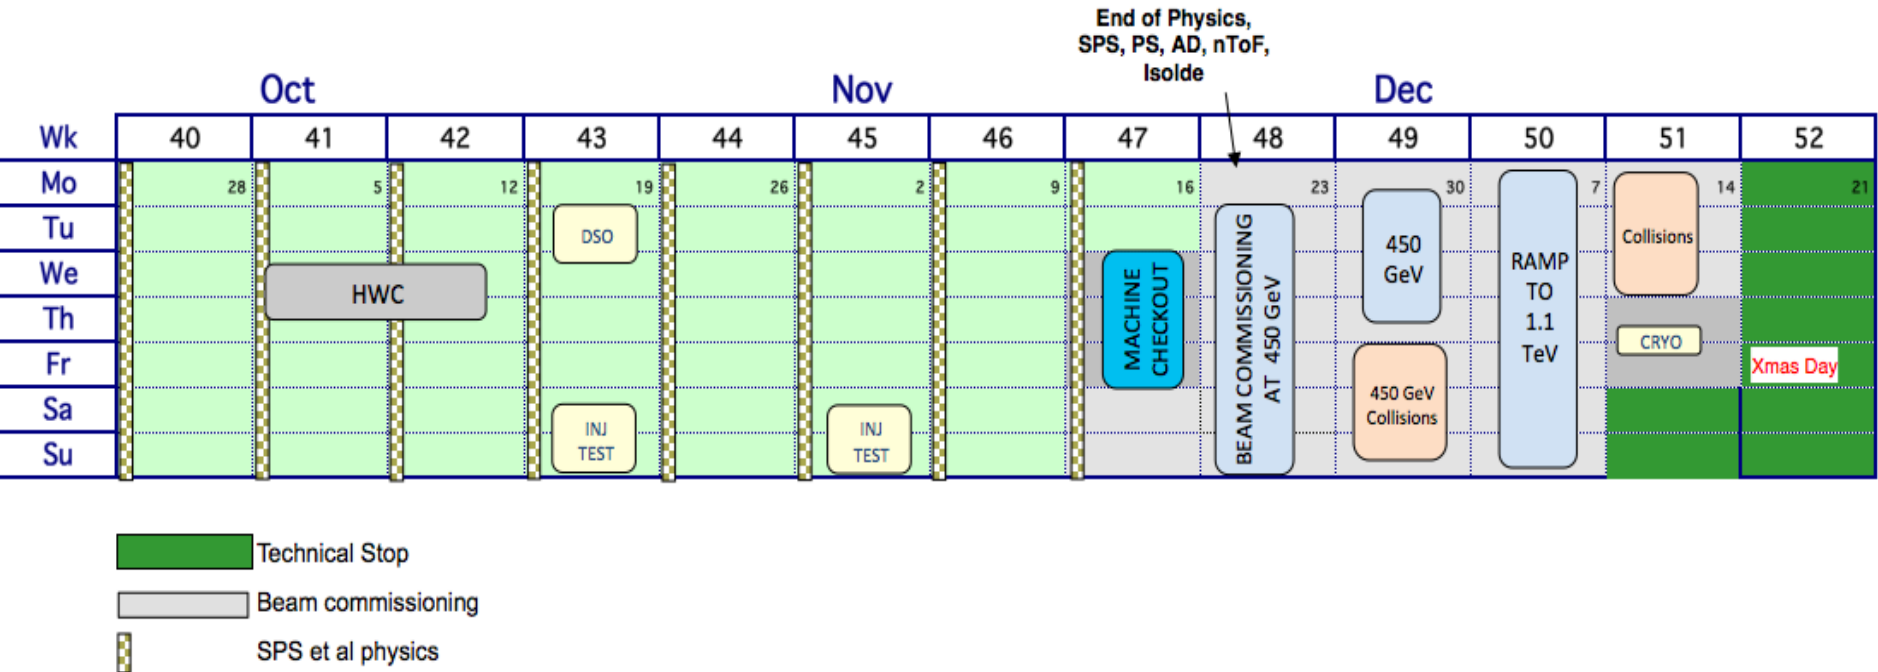 End of Physics,
SPS, PS, AD, nToF,
Isolde
Oct Nov Dec
Wk 40 41 42 43 44 45 46 47 48 49 50 51 52
Mo 28 5 12 19 26 2 9 16 23 30 7 14 21
Tu
We
Th
Fr
Sa
Su
HWC
DSO
INJ
TEST
INJ
TEST
MACHINE
CHECKOUT
BEAM COMMISSIONING
AT 450 GeV
450
GeV
450 GeV
Collisions
RAMP
TO
1.1
TeV
Collisions
CRYO
Xmas Day
Technical Stop
Beam commissioning
SPS et al physics